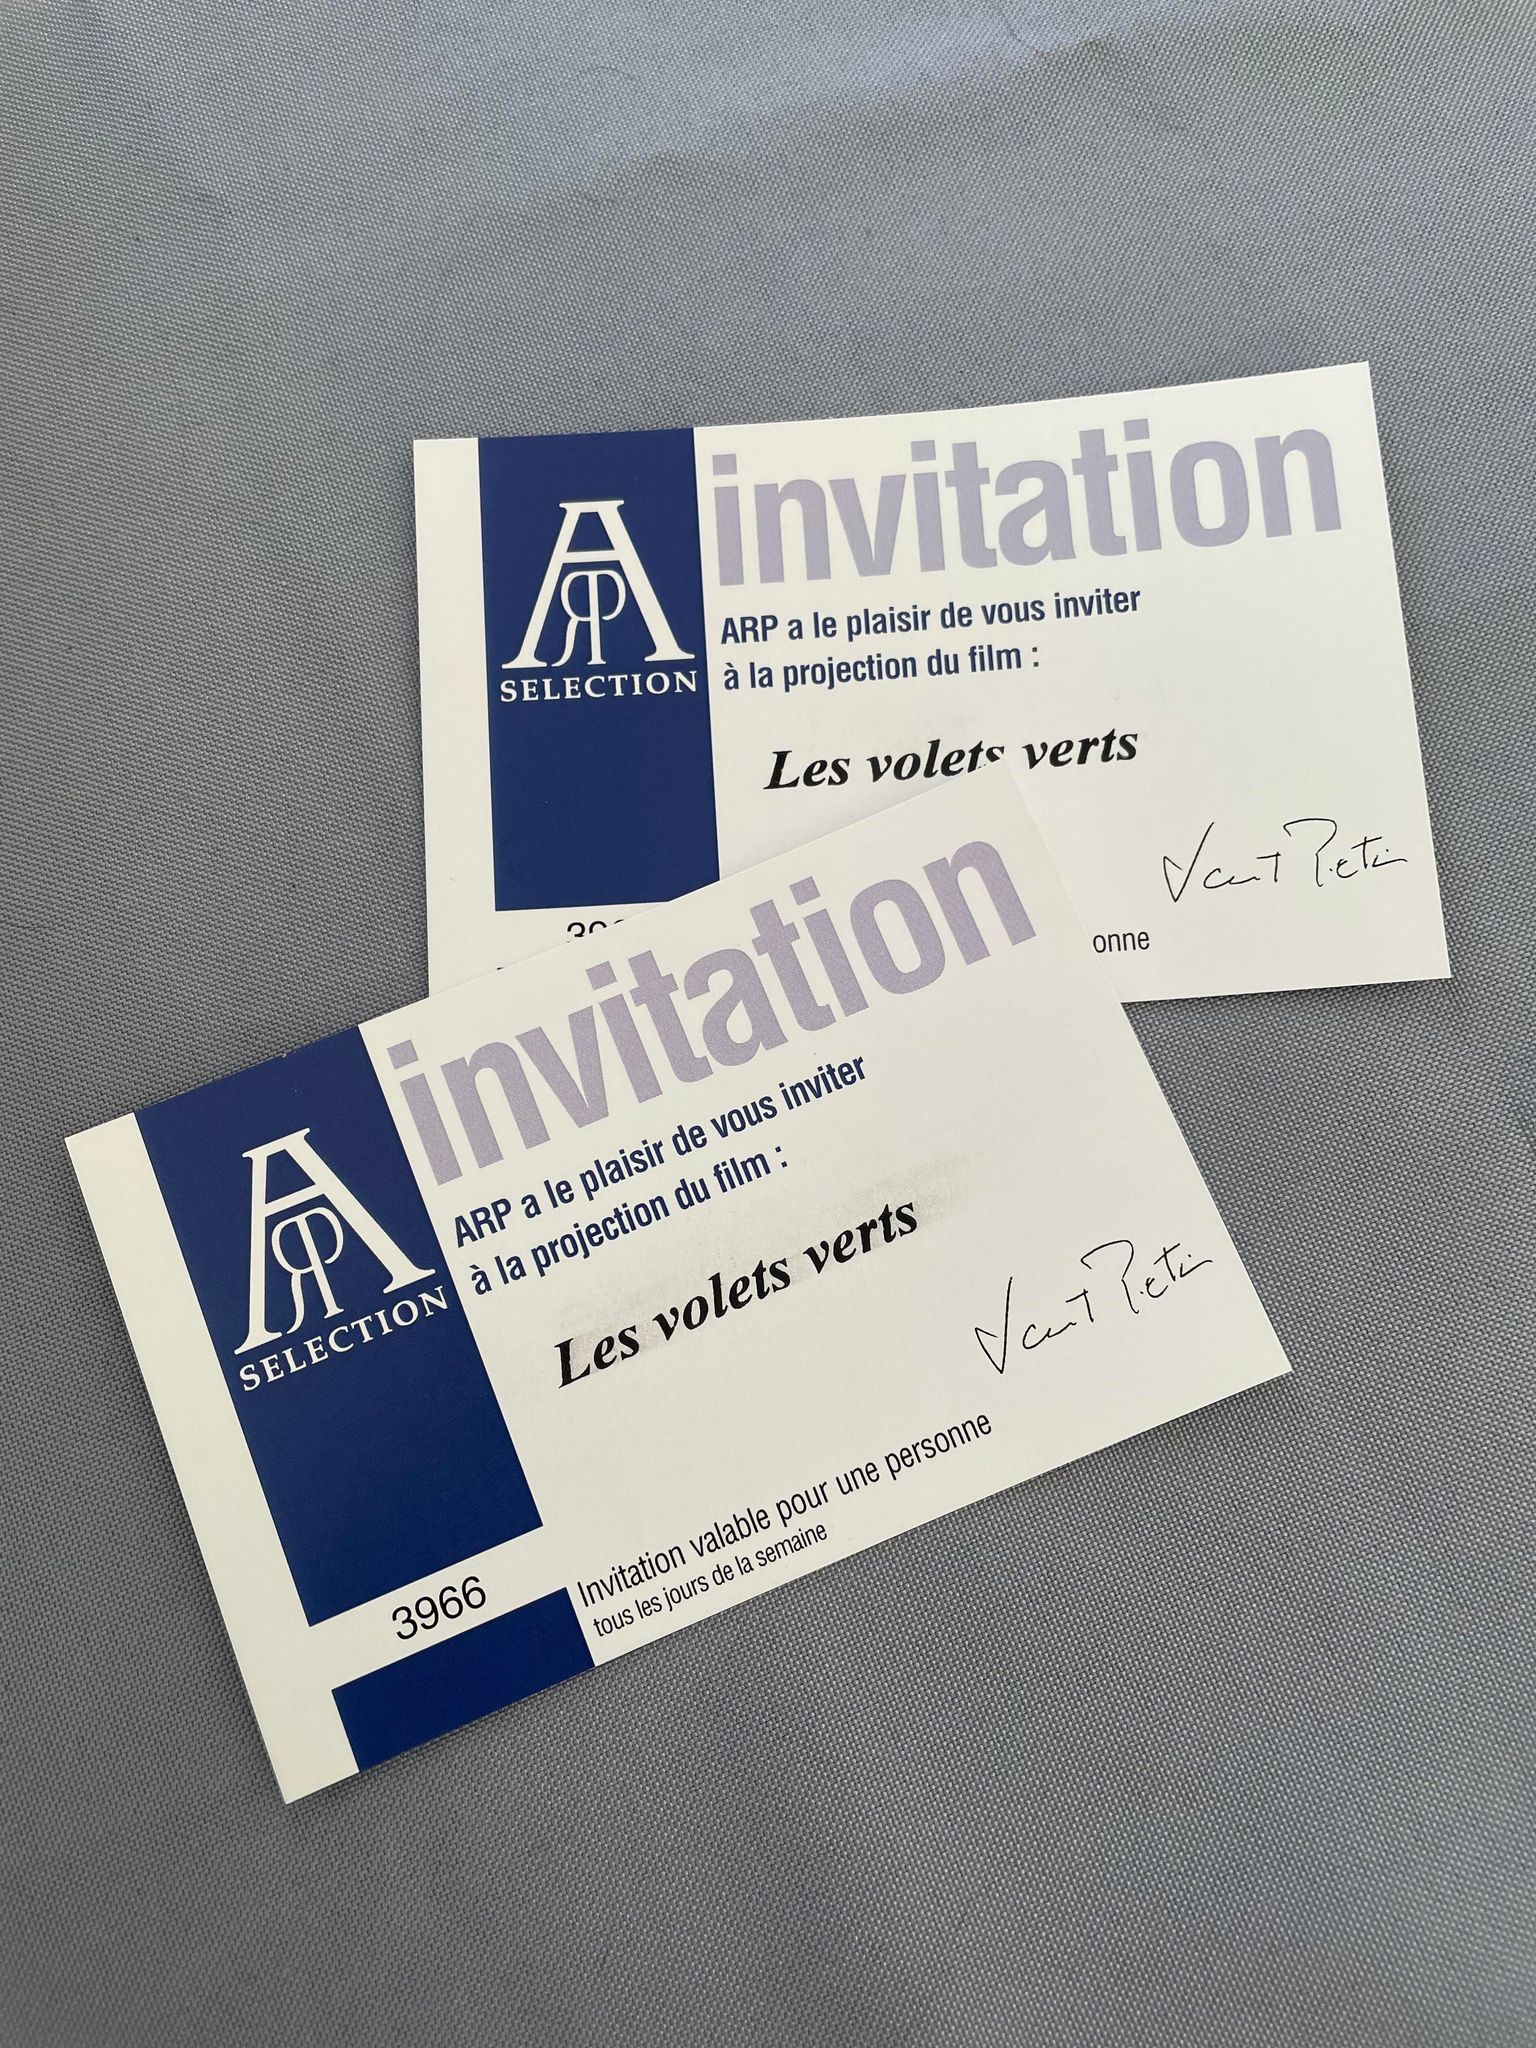 ARP
SELECTION
invitation
ARP a le plaisir de vous inviter
à la projection du film :
Les volets verts
onne
ARP
SELECTION
invitation
ARP a le plaisir de vous inviter
à la projection du film :
Les volets verts
Invitation valable pour une personne
tous les jours de la semaine
3966